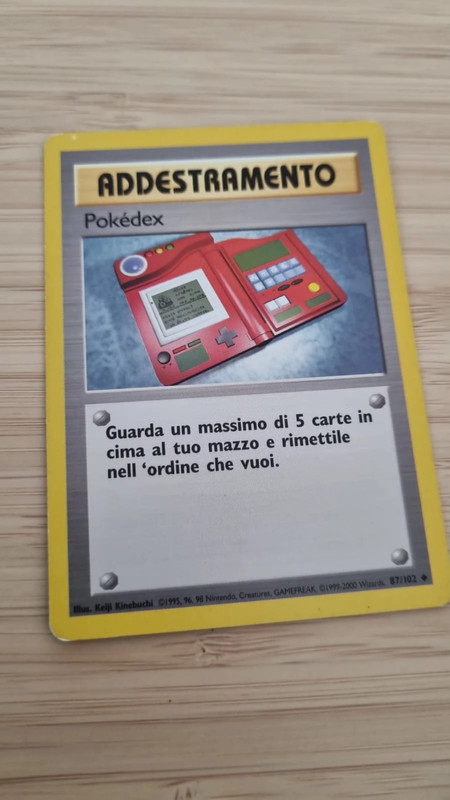 ADDESTRAMENTO
Pokédex
Guarda un massimo di 5 carte in
cima al tuo mazzo e rimettile
nell ‘ordine che vuoi.
Illus. Keiji Kinebuchi ©1995, 96, 98 Nintendo, Creatures, GAMEFREAK. ©1999-2000 Wizards. 87/102